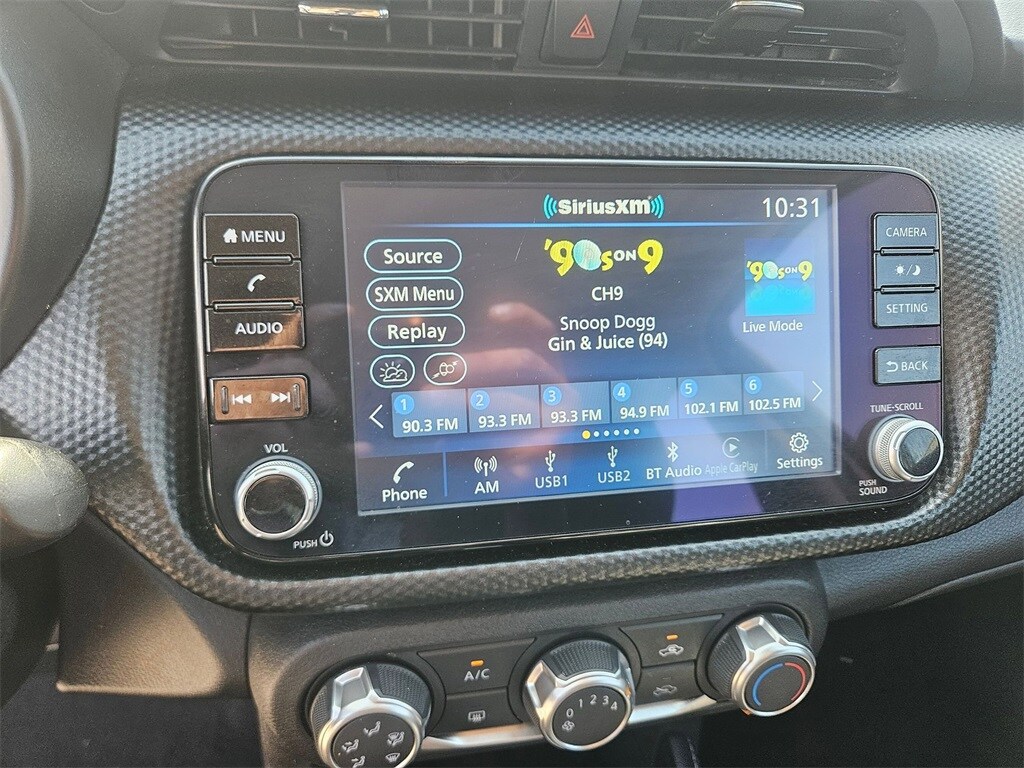 SiriusXM
10:31
MENU
AUDIO
VOL
PUSH
Source
SXM Menu
Replay
'90s ON 9
CH9
Snoop Dogg
Gin & Juice (94)
'90s ON 9
Live Mode
1 90.3 FM
2 93.3 FM
3 93.3 FM
4 94.9 FM
5 102.1 FM
6 102.5 FM
Phone
AM
USB1
USB2
BT Audio
Apple CarPlay
Settings
CAMERA
SETTING
BACK
TUNE-SCROLL
PUSH
SOUND
A/C
0 1 2 3 4